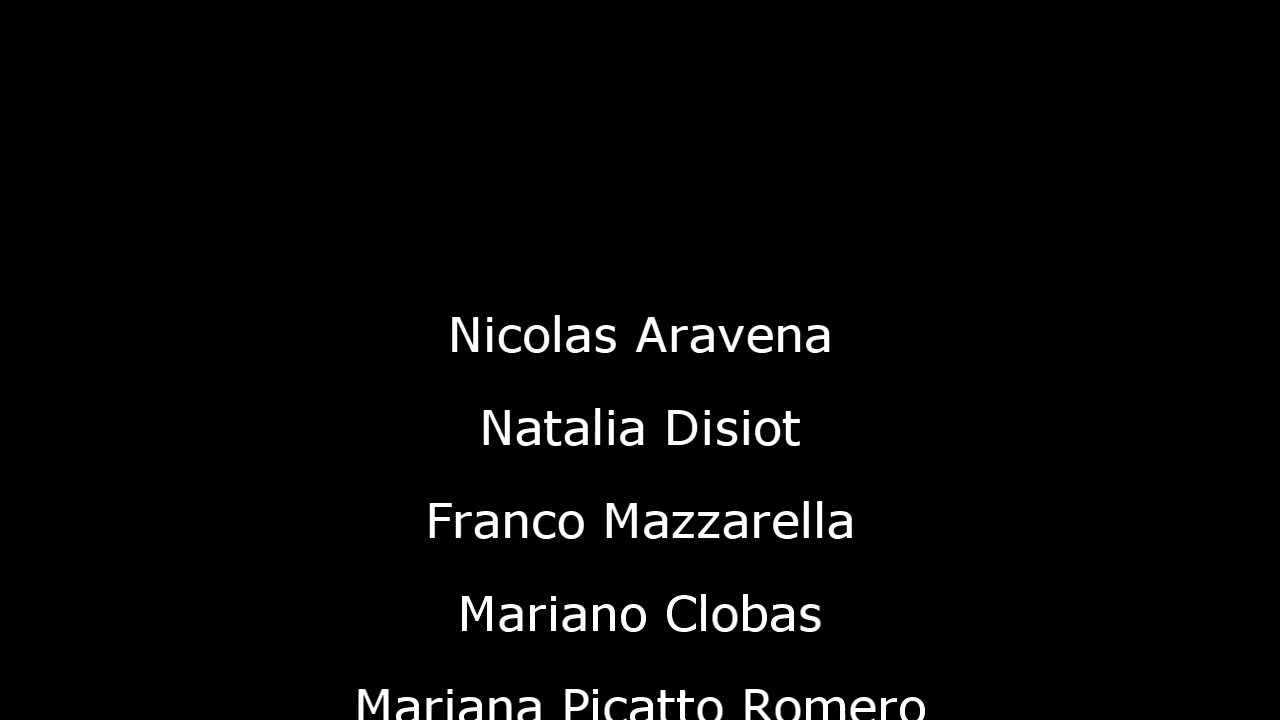 Nicolas Aravena
Natalia Disiot
Franco Mazzarella
Mariano Clobas
Mariana Picatto Romero